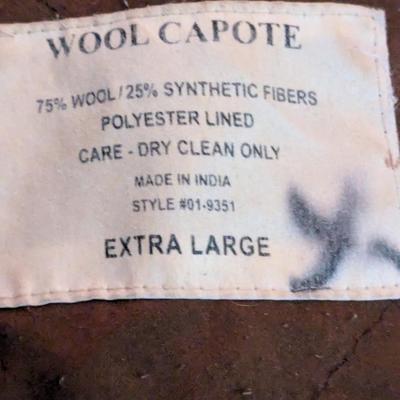 WOOL CAPOTE
75% WOOL / 25% SYNTHETIC FIBERS
POLYESTER LINED
CARE - DRY CLEAN ONLY
MADE IN INDIA
STYLE #01-9351
EXTRA LARGE